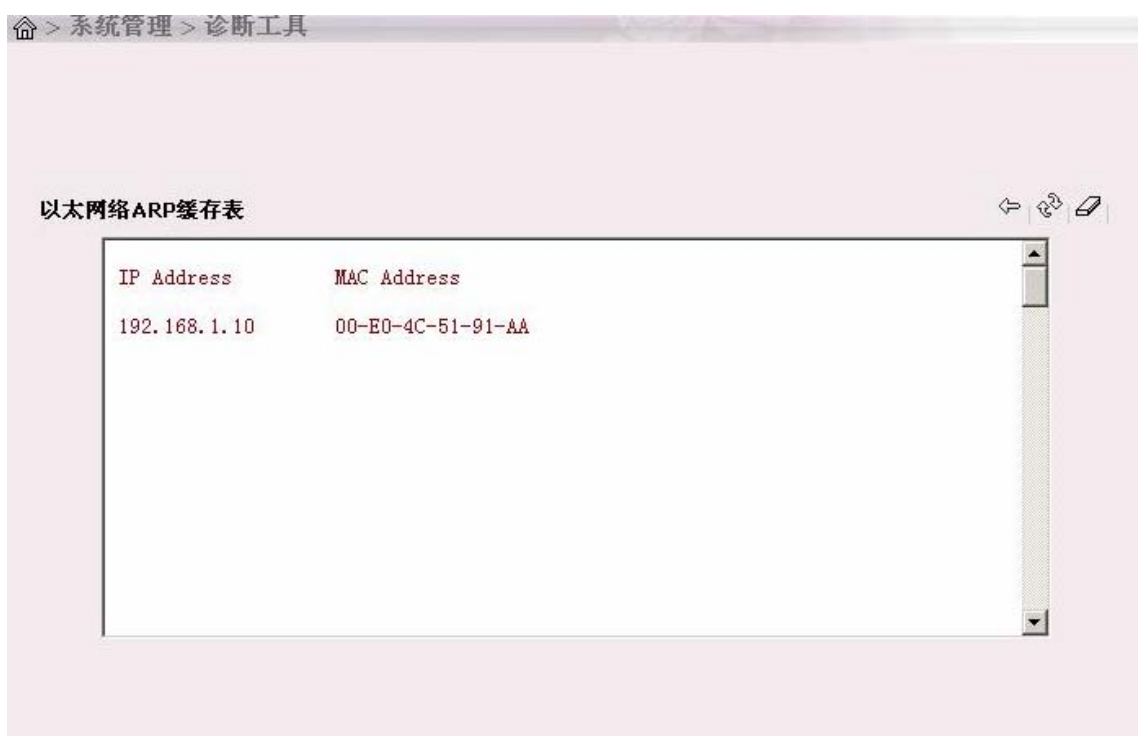 > 系统管理 > 诊断工具
以太网络ARP缓存表
IP Address MAC Address
192.168.1.10 00-E0-4C-51-91-AA